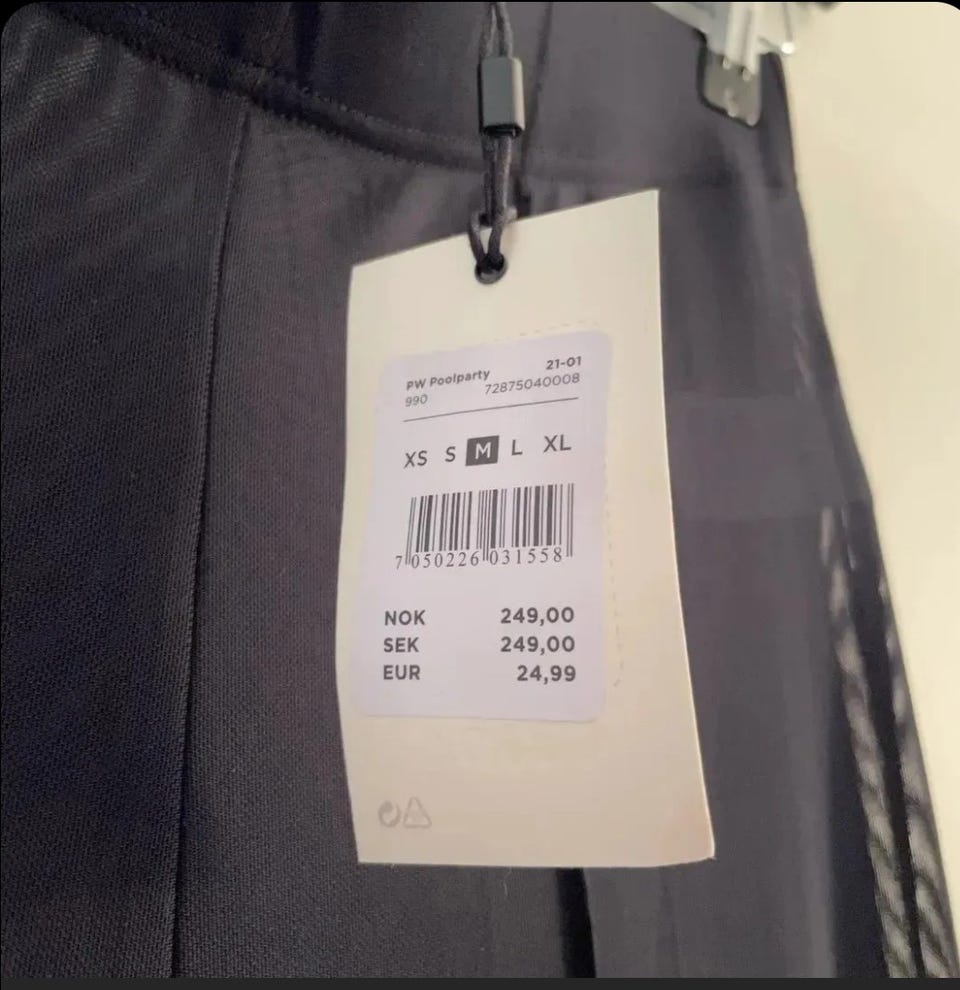 PW Poolparty 21-01
990 72875040008
XS S M L XL
7 050226 031558
NOK 249,00
SEK 249,00
EUR 24,99